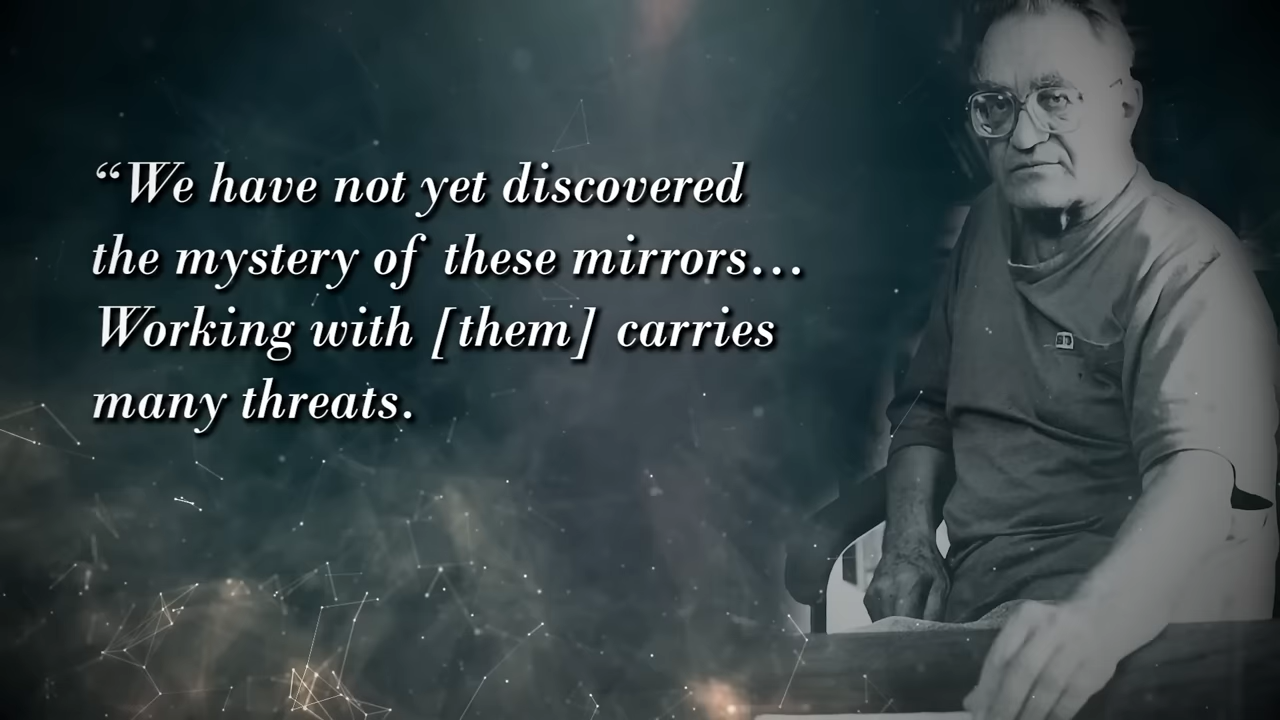 “We have not yet discovered
the mystery of these mirrors...
Working with [them] carries
many threats.